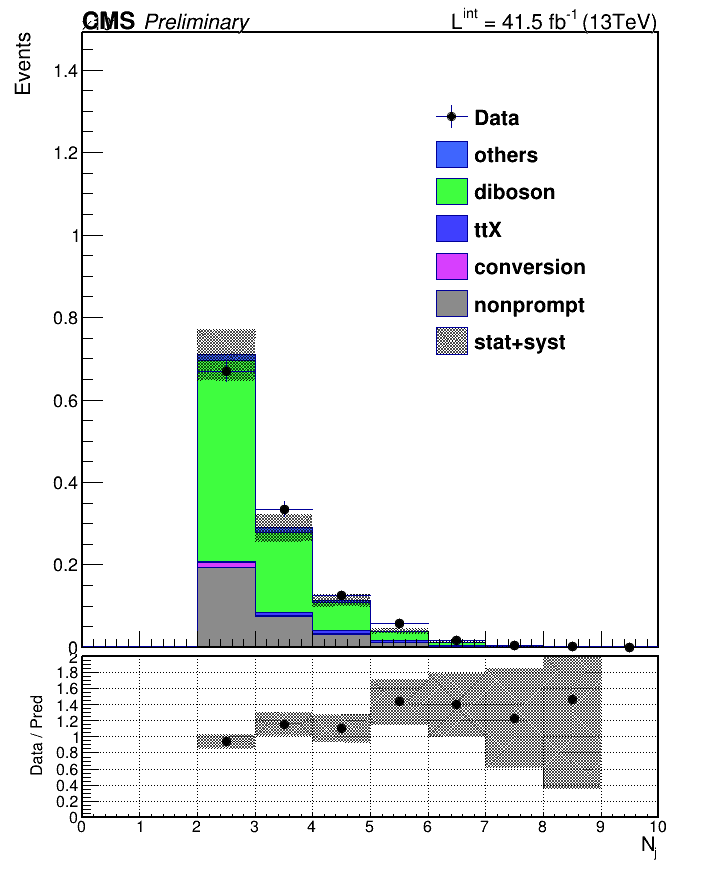 CMS Preliminary
L^int = 41.5 fb^-1 (13TeV)
Events
1.4
1.2
1
0.8
0.6
0.4
0.2
0
Data
others
diboson
ttX
conversion
nonprompt
stat+syst
Data / Pred
2
1.8
1.6
1.4
1.2
1
0.8
0.6
0.4
0.2
0
0 1 2 3 4 5 6 7 8 9 10
N_j